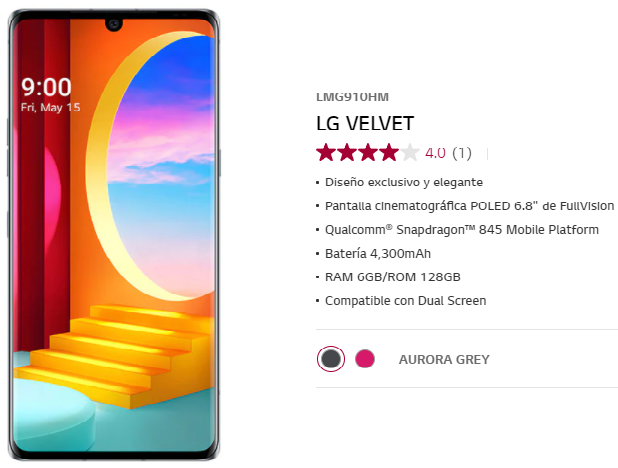 9:00
Fri, May 15
LMG910HM
LG VELVET
4.0 (1)
Diseño exclusivo y elegante
Pantalla cinematográfica POLED 6.8" de FullVision
Qualcomm® Snapdragon™ 845 Mobile Platform
Batería 4,300mAh
RAM 6GB/ROM 128GB
Compatible con Dual Screen
AURORA GREY